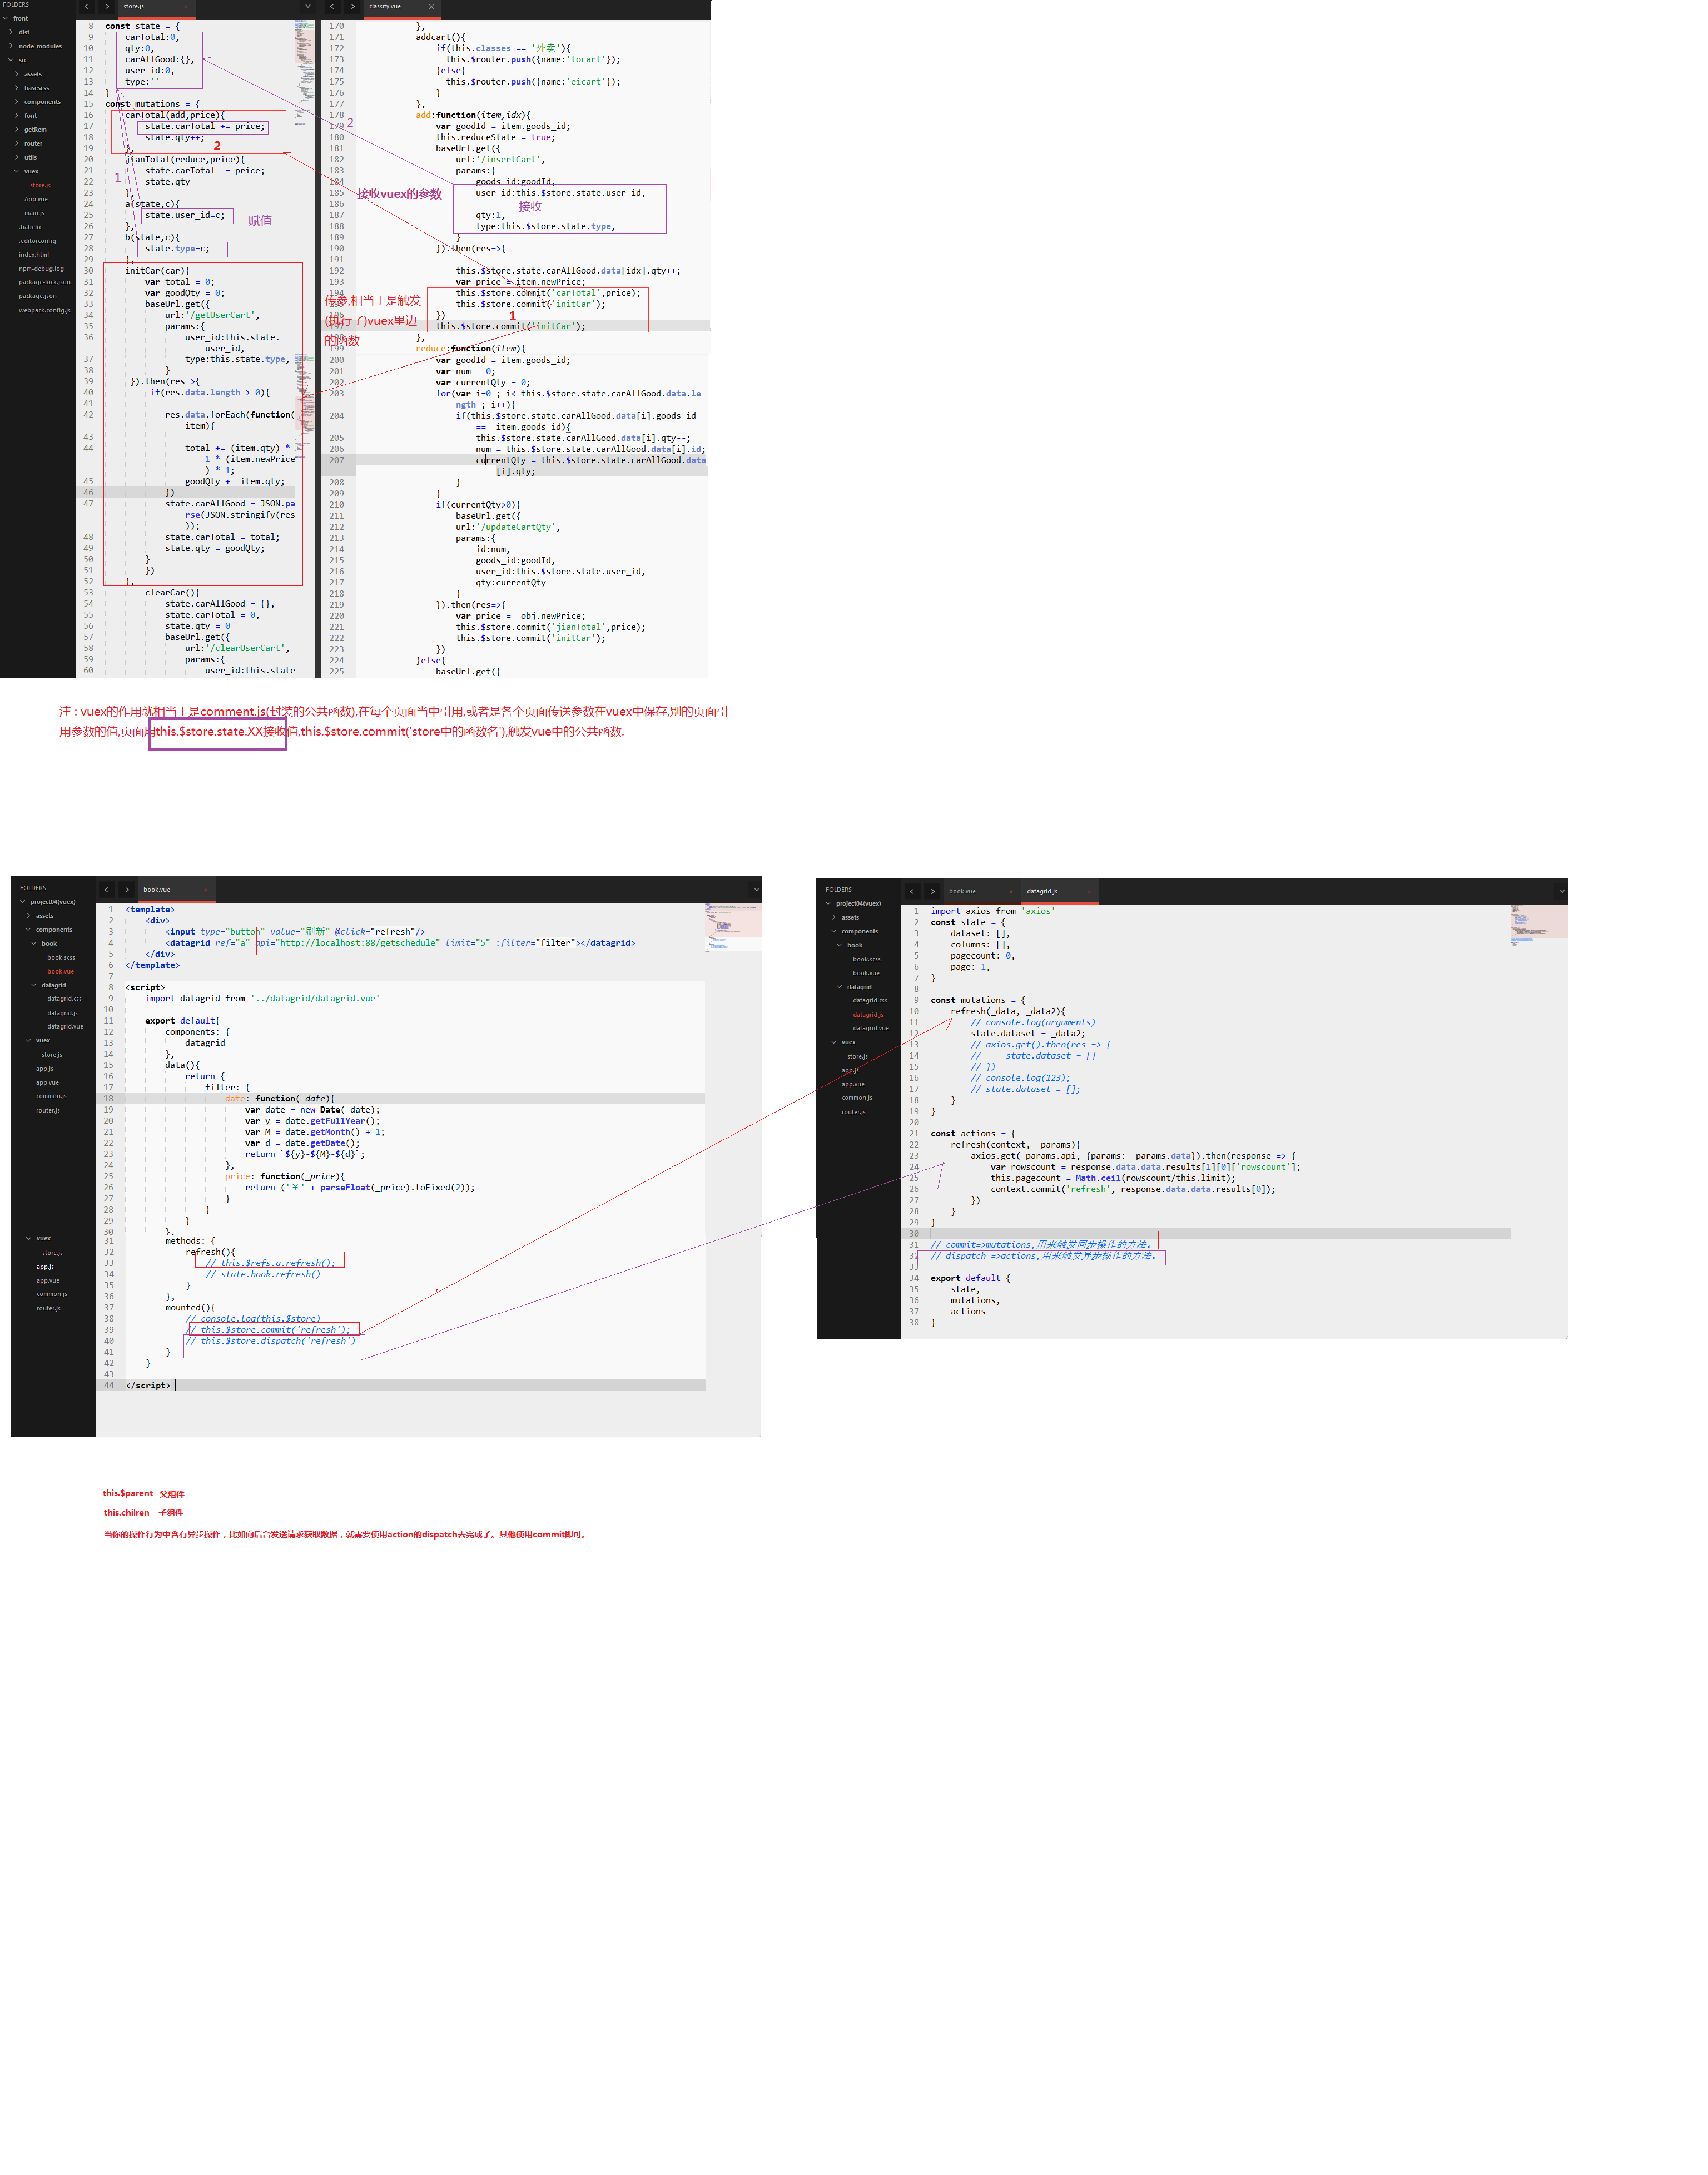 FOLDERS
front
dist
node_modules
src
assets
basescss
components
font
getRem
router
utils
vuex
store.js
App.vue
main.js
.babelrc
.editorconfig
index.html
npm-debug.log
package-lock.json
package.json
webpack.config.js
store.js
8 const state = {
9 carTotal:0,
10 qty:0,
11 carAllGood:{},
12 user_id:0,
13 type:''
14 }
15 const mutations = {
16 carTotal(add,price){
17 state.carTotal += price;
18 state.qty++;
19 },
20 jianTotal(reduce,price){
21 state.carTotal -= price;
22 state.qty--
23 },
24 a(state,c){
25 state.user_id=c;
26 },
27 b(state,c){
28 state.type=c;
29 },
30 initCar(car){
31 var total = 0;
32 var goodQty = 0;
33 baseUrl.get({
34 url:'/getUserCart',
35 params:{
36 user_id:this.state.
user_id,
37 type:this.state.type,
38 }
39 }).then(res=>{
40 if(res.data.length > 0){
41
42 res.data.forEach(function(
item){
43
44 total += (item.qty) *
1 * (item.newPrice
) * 1;
45 goodQty += item.qty;
46 })
47 state.carAllGood = JSON.pa
rse(JSON.stringify(res
));
48 state.carTotal = total;
49 state.qty = goodQty;
50 }
51 })
52 },
53 clearCar(){
54 state.carAllGood = {},
55 state.carTotal = 0,
56 state.qty = 0
57 baseUrl.get({
58 url:'/clearUserCart',
59 params:{
60 user_id:this.state
2
1
赋值
classify.vue
170 },
171 addcart(){
172 if(this.classes == '外卖'){
173 this.$router.push({name:'tocart'});
174 }else{
175 this.$router.push({name:'eicart'});
176 }
177 },
178 add:function(item,idx){
179 var goodId = item.goods_id;
180 this.reduceState = true;
181 baseUrl.get({
182 url:'/insertCart',
183 params:{
184 goods_id:goodId,
185 user_id:this.$store.state.user_id,
186
187 qty:1,
188 type:this.$store.state.type,
189 }
190 }).then(res=>{
191
192 this.$store.state.carAllGood.data[idx].qty++;
193 var price = item.newPrice;
194 this.$store.commit('carTotal',price);
195 this.$store.commit('initCar');
196 })
197 this.$store.commit('initCar');
198 },
199 reduce:function(item){
200 var goodId = item.goods_id;
201 var num = 0;
202 var currentQty = 0;
203 for(var i=0 ; i< this.$store.state.carAllGood.data.le
ngth ; i++){
204 if(this.$store.state.carAllGood.data[i].goods_id
== item.goods_id){
205 this.$store.state.carAllGood.data[i].qty--;
206 num = this.$store.state.carAllGood.data[i].id;
207 currentQty = this.$store.state.carAllGood.data
[i].qty;
208 }
209 }
210 if(currentQty>0){
211 baseUrl.get({
212 url:'/updateCartQty',
213 params:{
214 id:num,
215 goods_id:goodId,
216 user_id:this.$store.state.user_id,
217 qty:currentQty
218 }
219 }).then(res=>{
220 var price = _obj.newPrice;
221 this.$store.commit('jianTotal',price);
222 this.$store.commit('initCar');
223 })
224 }else{
225 baseUrl.get({
2
接收vuex的参数
接收
传参,相当于是触发
(执行了)vuex里边
的函数
1
注 : vuex的作用就相当于是comment.js(封装的公共函数),在每个页面当中引用,或者是各个页面传送参数在vuex中保存,别的页面引
用参数的值,页面用this.$store.state.XX接收值,this.$store.commit('store中的函数名'),触发vue中的公共函数.
FOLDERS
project04(vuex)
assets
components
book
book.scss
book.vue
datagrid
datagrid.css
datagrid.js
datagrid.vue
vuex
store.js
app.js
app.vue
common.js
router.js
vuex
store.js
app.js
app.vue
common.js
router.js
book.vue
1 <template>
2 <div>
3 <input type="button" value="刷新" @click="refresh"/>
4 <datagrid ref="a" api="http://localhost:88/getschedule" limit="5" :filter="filter"></datagrid>
5 </div>
6 </template>
7
8 <script>
9 import datagrid from '../datagrid/datagrid.vue'
10
11 export default{
12 components: {
13 datagrid
14 },
15 data(){
16 return {
17 filter: {
18 date: function(_date){
19 var date = new Date(_date);
20 var y = date.getFullYear();
21 var M = date.getMonth() + 1;
22 var d = date.getDate();
23 return `${y}-${M}-${d}`;
24 },
25 price: function(_price){
26 return ('￥' + parseFloat(_price).toFixed(2));
27 }
28 }
29 }
30 },
31 methods: {
32 refresh(){
33 // this.$refs.a.refresh();
34 // state.book.refresh()
35 }
36 },
37 mounted(){
38 // console.log(this.$store)
39 // this.$store.commit('refresh');
40 // this.$store.dispatch('refresh')
41 }
42 }
43
44 </script>
FOLDERS
project04(vuex)
assets
components
book
book.scss
book.vue
datagrid
datagrid.css
datagrid.js
datagrid.vue
vuex
store.js
app.js
app.vue
common.js
router.js
book.vue
datagrid.js
1 import axios from 'axios'
2 const state = {
3 dataset: [],
4 columns: [],
5 pagecount: 0,
6 page: 1,
7 }
8
9 const mutations = {
10 refresh(_data, _data2){
11 // console.log(arguments)
12 state.dataset = _data2;
13 // axios.get().then(res => {
14 // state.dataset = []
15 // })
16 // console.log(123);
17 // state.dataset = [];
18 }
19 }
20
21 const actions = {
22 refresh(context, _params){
23 axios.get(_params.api, {params: _params.data}).then(response => {
24 var rowscount = response.data.data.results[1][0]['rowscount'];
25 this.pagecount = Math.ceil(rowscount/this.limit);
26 context.commit('refresh', response.data.data.results[0]);
27 })
28 }
29 }
30
31 // commit=>mutations,用来触发同步操作的方法。
32 // dispatch =>actions,用来触发异步操作的方法。
33
34 export default {
35 state,
36 mutations,
37 actions
38 }
this.$parent 父组件
this.chilren 子组件
当你的操作行为中含有异步操作，比如向后台发送请求获取数据，就需要使用action的dispatch去完成了。其他使用commit即可。